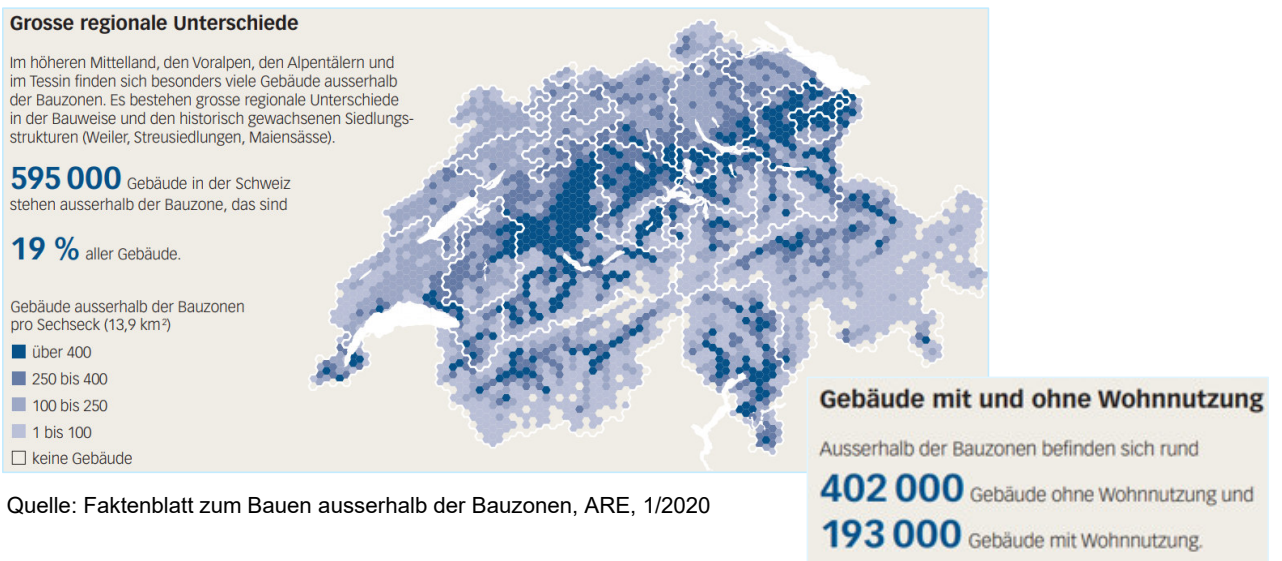 Grosse regionale Unterschiede
Im höheren Mittelland, den Voralpen, den Alpentälern und
im Tessin finden sich besonders viele Gebäude ausserhalb
der Bauzonen. Es bestehen grosse regionale Unterschiede
in der Bauweise und den historisch gewachsenen Siedlungs-
strukturen (Weiler, Streusiedlungen, Maiensässe).
595 000 Gebäude in der Schweiz
stehen ausserhalb der Bauzone, das sind
19 % aller Gebäude.
Gebäude ausserhalb der Bauzonen
pro Sechseck (13,9 km²)
über 400
250 bis 400
100 bis 250
1 bis 100
keine Gebäude
Gebäude mit und ohne Wohnnutzung
Ausserhalb der Bauzonen befinden sich rund
402 000 Gebäude ohne Wohnnutzung und
193 000 Gebäude mit Wohnnutzung.
Quelle: Faktenblatt zum Bauen ausserhalb der Bauzonen, ARE, 1/2020